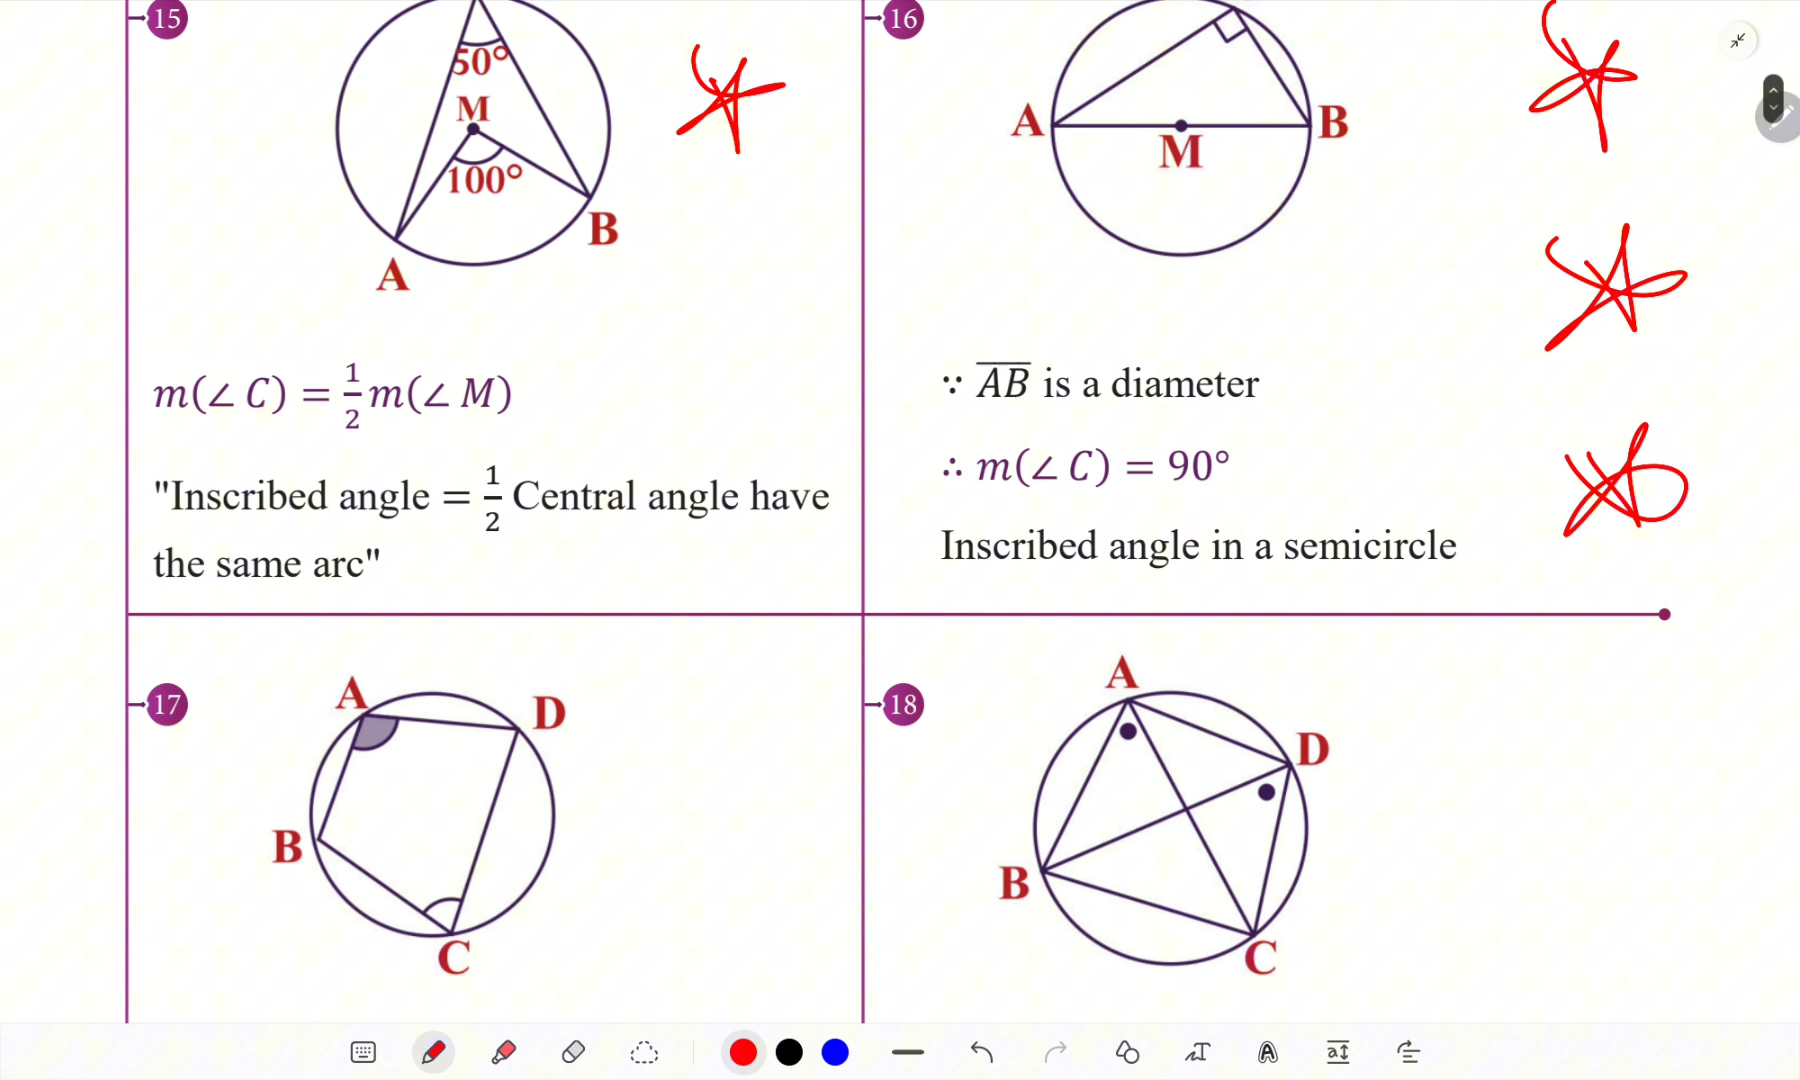 15
50°
M
100°
B
A
m(∠ C) = 1/2 m(∠ M)
"Inscribed angle = 1/2 Central angle have
the same arc"
16
A
B
M
∵ A̅B̅ is a diameter
∴ m(∠ C) = 90°
Inscribed angle in a semicircle
17
A
D
B
C
18
A
D
B
C